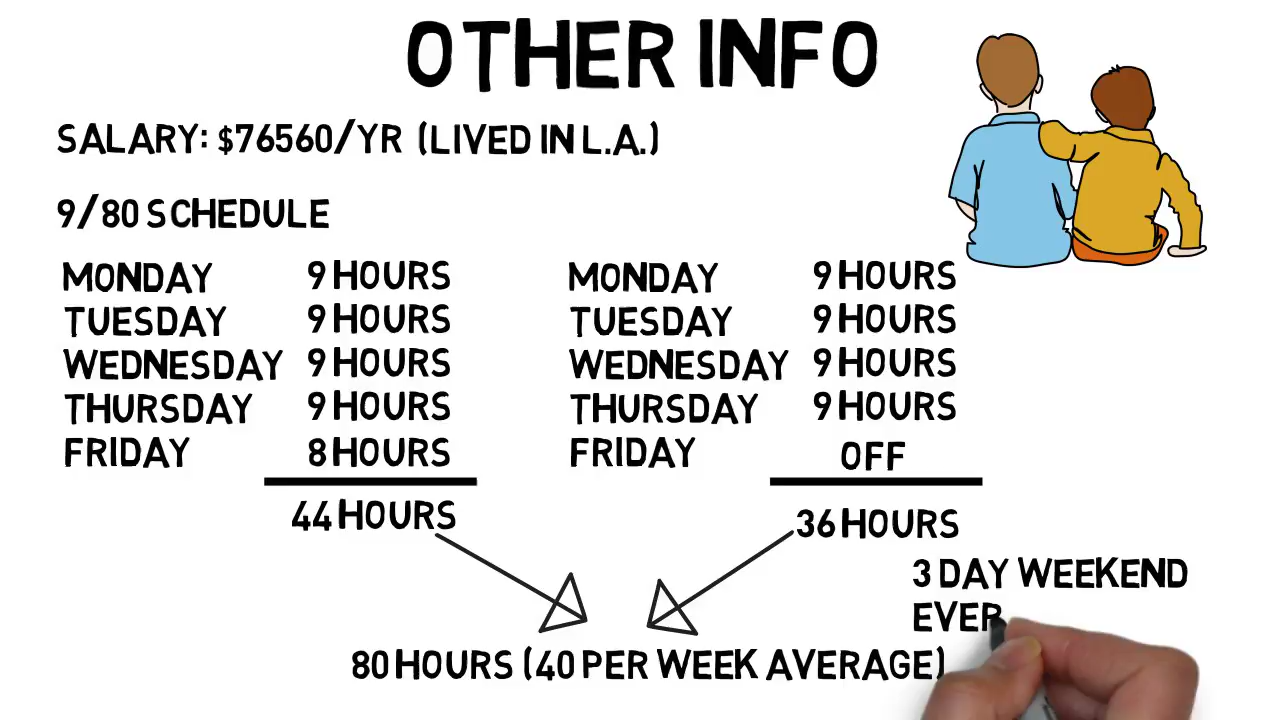 OTHER INFO
SALARY: $76560/YR (LIVED IN L.A.)
9/80 SCHEDULE
MONDAY 9 HOURS MONDAY 9 HOURS
TUESDAY 9 HOURS TUESDAY 9 HOURS
WEDNESDAY 9 HOURS WEDNESDAY 9 HOURS
THURSDAY 9 HOURS THURSDAY 9 HOURS
FRIDAY 8 HOURS FRIDAY OFF
44 HOURS 36 HOURS
3 DAY WEEKEND
EVER
80 HOURS (40 PER WEEK AVERAGE)